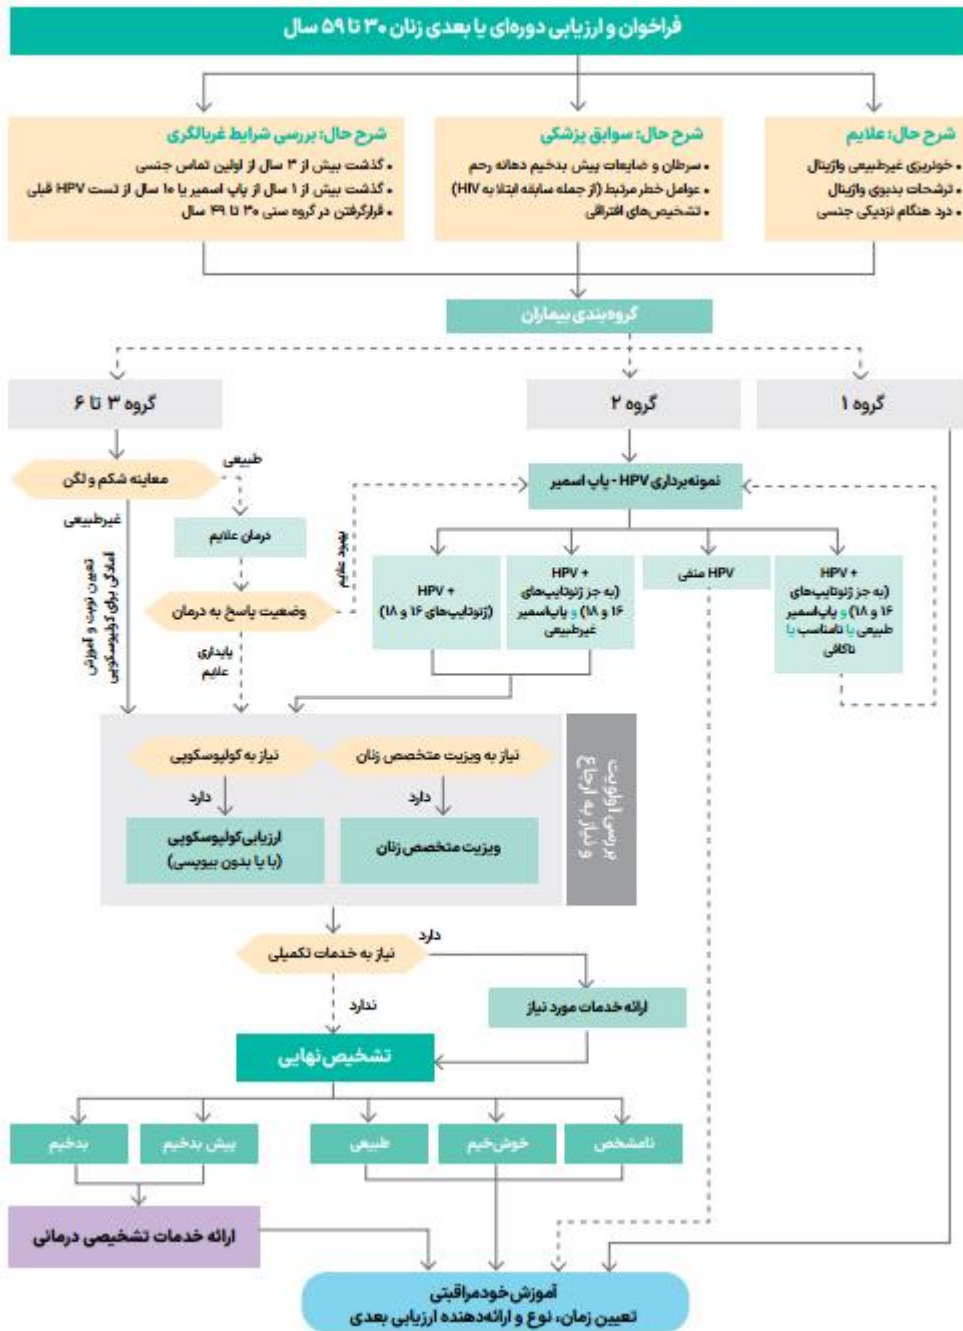 فراخوان و ارزیابی دوره‌ای یا بعدی زنان ۳۰ تا ۵۹ سال
شرح حال: علایم
• خونریزی غیرطبیعی واژینال
• ترشحات بدبوی واژینال
• درد هنگام نزدیکی جنسی
شرح حال: سوابق پزشکی
• سرطان و ضایعات پیش بدخیم دهانه رحم
• عوامل خطر مرتبط (از جمله سابقه ابتلا به HIV)
• تشخیص‌های افتراقی
شرح حال: بررسی شرایط غربالگری
• گذشت بیش از ۳ سال از اولین تماس جنسی
• گذشت بیش از ۱ سال از پاپ اسمیر یا ۱۰ سال از تست HPV قبلی
• قرارگرفتن در گروه سنی ۳۰ تا ۴۹ سال
گروه‌بندی بیماران
گروه ۱
گروه ۲
گروه ۳ تا ۶
نمونه‌برداری HPV - پاپ اسمیر
معاینه شکم و لگن
طبیعی
غیرطبیعی
تعیین نوبت و آموزش
آمادگی برای کولپوسکوپی
درمان علایم
بهبود علایم
وضعیت پاسخ به درمان
پایداری
علایم
HPV +
(به جز ژنوتایپ‌های
۱۶ و ۱۸) و پاپ‌اسمیر
طبیعی یا نامناسب یا
ناکافی
HPV منفی
HPV +
(به جز ژنوتایپ‌های
۱۶ و ۱۸) و پاپ‌اسمیر
غیرطبیعی
HPV +
(ژنوتایپ‌های ۱۶ و ۱۸)
بررسی اولویت
و نیاز به ارجاع
نیاز به ویزیت متخصص زنان
دارد
ویزیت متخصص زنان
نیاز به کولپوسکوپی
دارد
ارزیابی کولپوسکوپی
(با یا بدون بیوپسی)
نیاز به خدمات تکمیلی
دارد
ندارد
ارائه خدمات مورد نیاز
تشخیص نهایی
نامشخص
خوش‌خیم
طبیعی
پیش بدخیم
بدخیم
ارائه خدمات تشخیصی درمانی
آموزش خودمراقبتی
تعیین زمان، نوع و ارائه‌دهنده ارزیابی بعدی